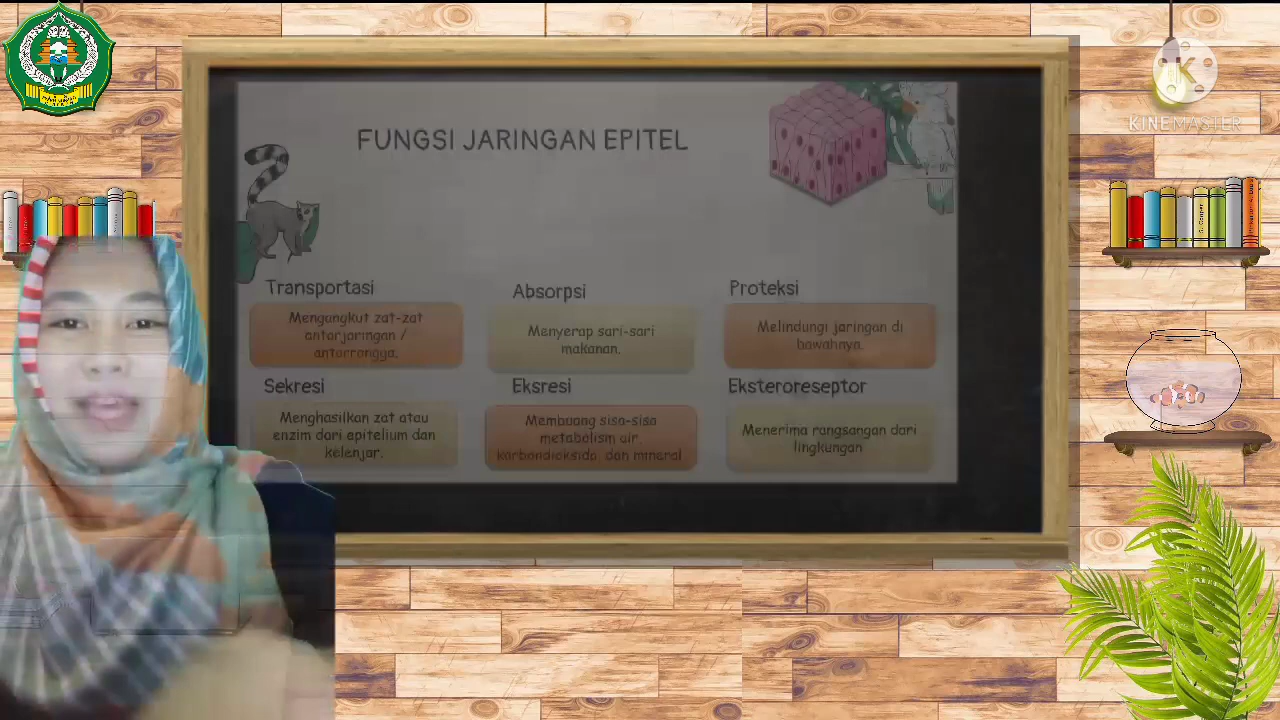 KINEMASTER
FUNGSI JARINGAN EPITEL
Transportasi
Mengangkut zat-zat
antarjaringan /
antarrongga.
Absorpsi
Menyerap sari-sari
makanan.
Proteksi
Melindungi jaringan di
bawahnya.
Sekresi
Menghasilkan zat atau
enzim dari epitelium dan
kelenjar.
Eksresi
Membuang sisa-sisa
metabolism air,
karbondioksida, dan mineral
Eksteroreseptor
Menerima rangsangan dari
lingkungan